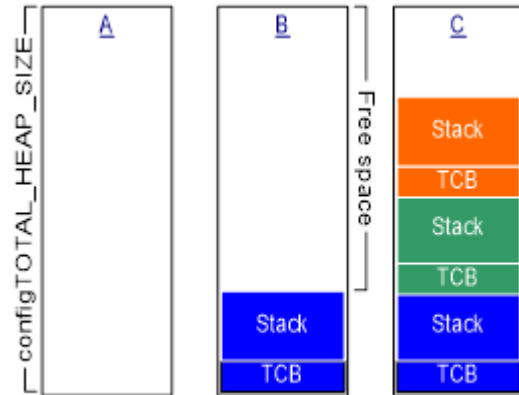 configTOTAL_HEAP_SIZE
A
B
Stack
TCB
Free space
C
Stack
TCB
Stack
TCB
Stack
TCB